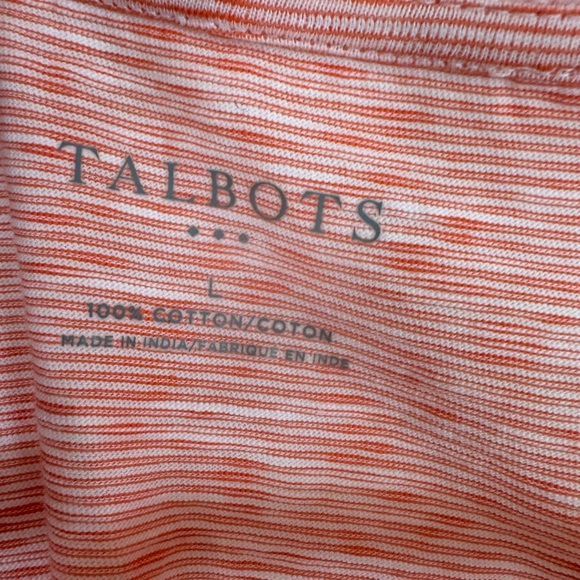 TALBOTS
L
100% COTTON/COTON
MADE IN INDIA/FABRIQUE EN INDE